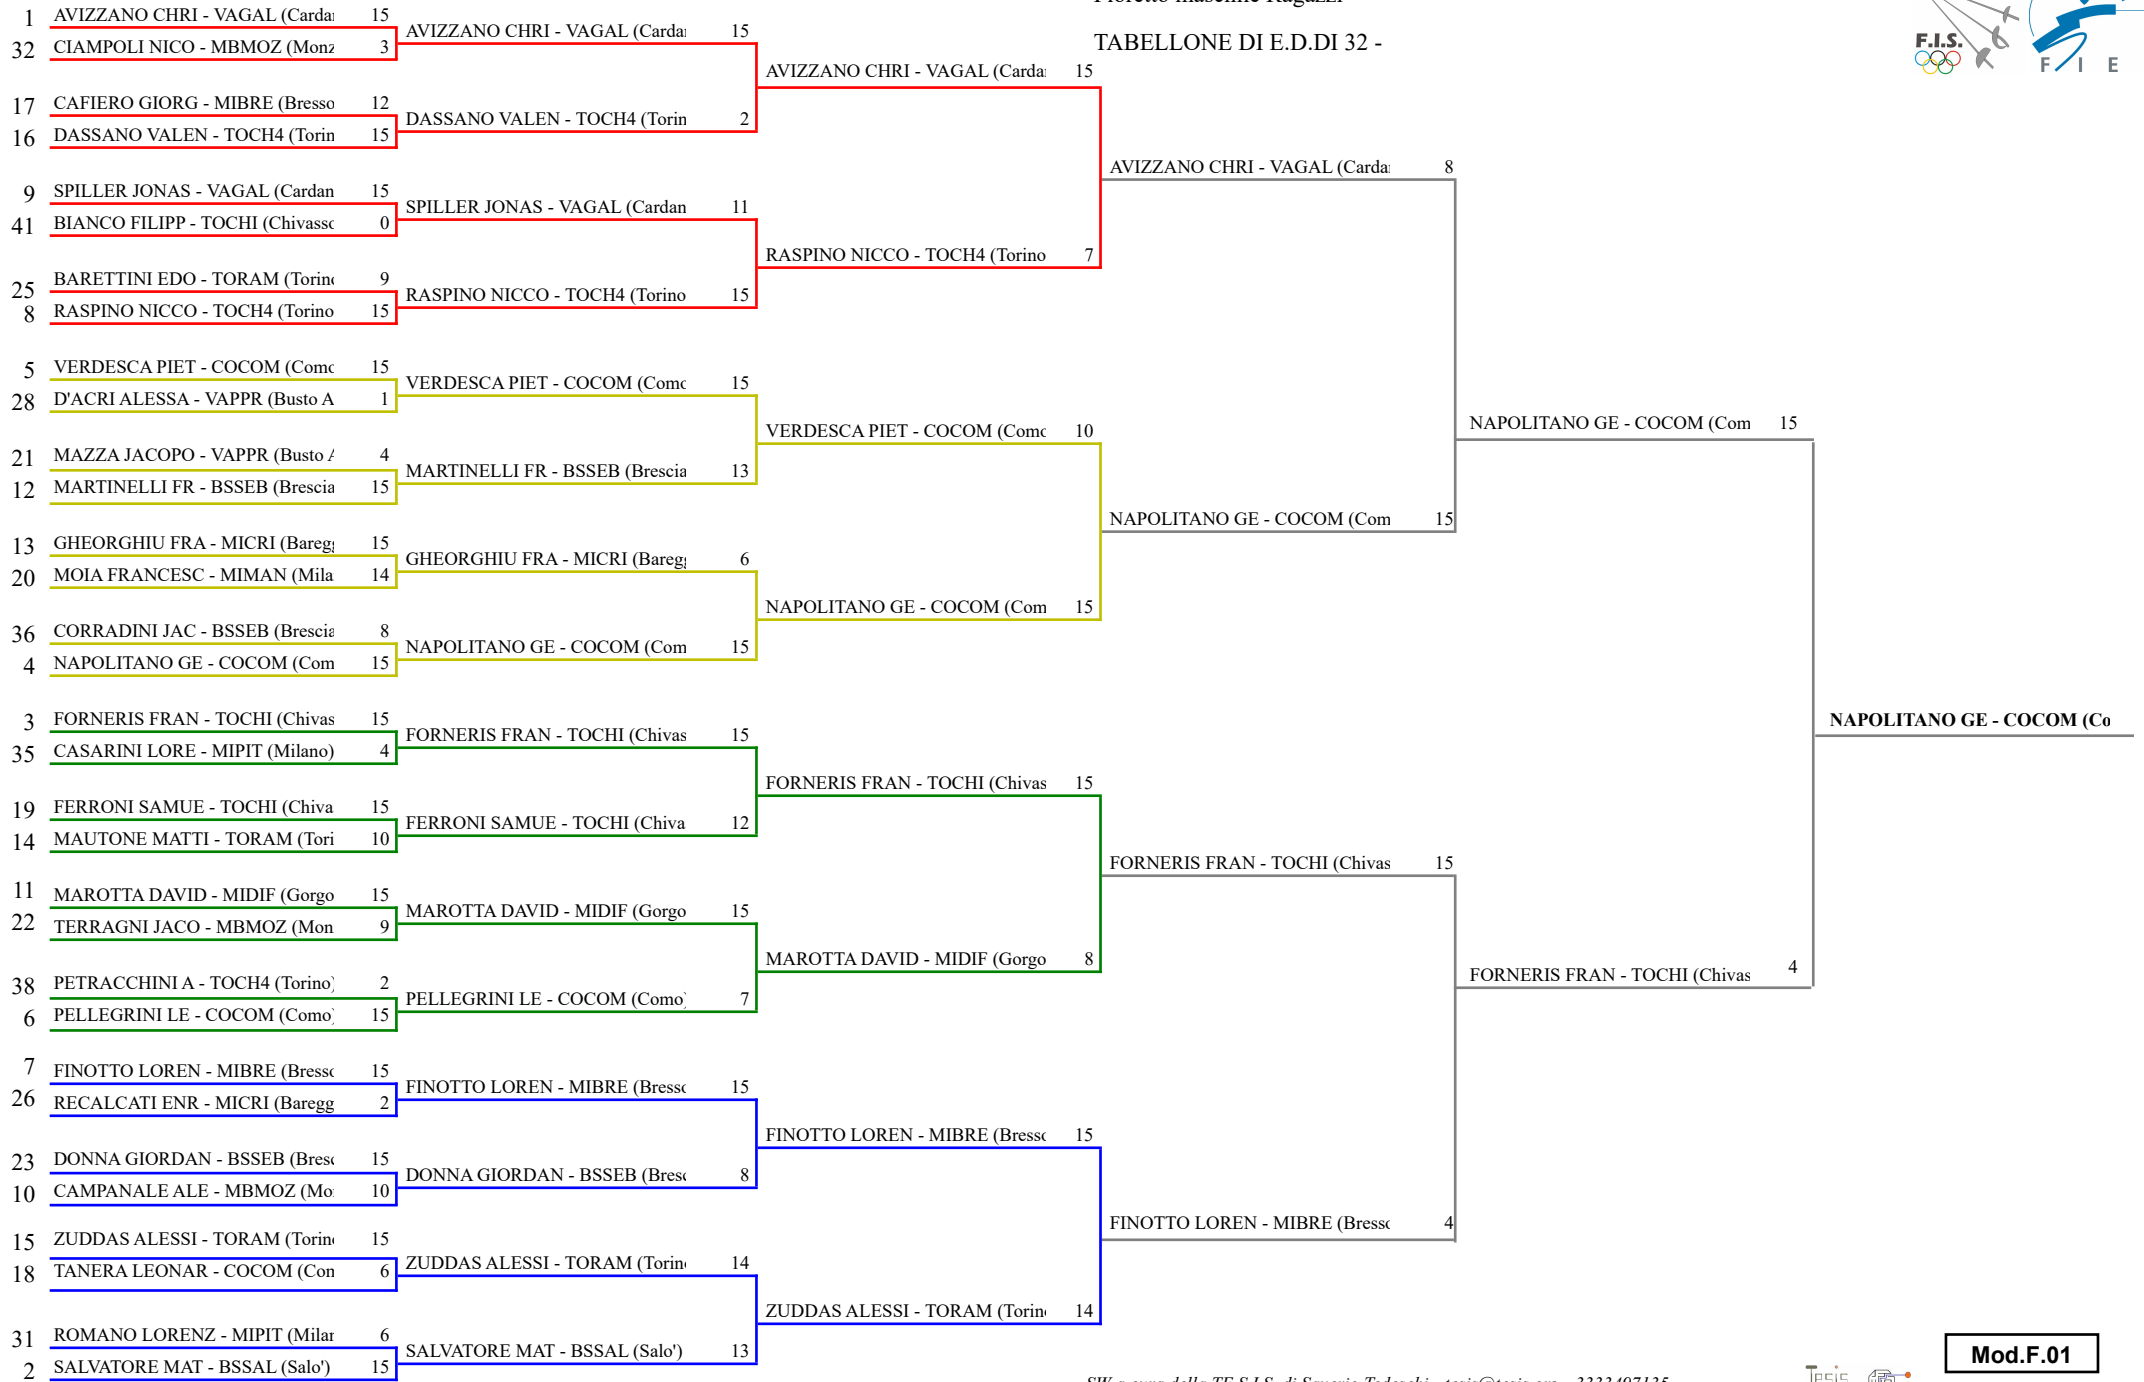 TABELLONE DI E.D.DI 32 -
F.I.S.
F I E
1 AVIZZANO CHRI - VAGAL (Carda 15
32 CIAMPOLI NICO - MBMOZ (Monz 3
17 CAFIERO GIORG - MIBRE (Bresso 12
16 DASSANO VALEN - TOCH4 (Torin 15
9 SPILLER JONAS - VAGAL (Cardan 15
41 BIANCO FILIPP - TOCHI (Chivasso 0
25 BARETTINI EDO - TORAM (Torino 9
8 RASPINO NICCO - TOCH4 (Torino 15
5 VERDESCA PIET - COCOM (Como 15
28 D'ACRI ALESSA - VAPPR (Busto A 1
21 MAZZA JACOPO - VAPPR (Busto A 4
12 MARTINELLI FR - BSSEB (Brescia 15
13 GHEORGHIU FRA - MICRI (Baregg 15
20 MOIA FRANCESC - MIMAN (Mila 14
36 CORRADINI JAC - BSSEB (Brescia 8
4 NAPOLITANO GE - COCOM (Com 15
3 FORNERIS FRAN - TOCHI (Chivas 15
35 CASARINI LORE - MIPIT (Milano) 4
19 FERRONI SAMUE - TOCHI (Chiva 15
14 MAUTONE MATTI - TORAM (Tori 10
11 MAROTTA DAVID - MIDIF (Gorgo 15
22 TERRAGNI JACO - MBMOZ (Mon 9
38 PETRACCHINI A - TOCH4 (Torino) 2
6 PELLEGRINI LE - COCOM (Como) 15
7 FINOTTO LOREN - MIBRE (Bresso 15
26 RECALCATI ENR - MICRI (Baregg 2
23 DONNA GIORDAN - BSSEB (Bresc 15
10 CAMPANALE ALE - MBMOZ (Mo 10
15 ZUDDAS ALESSI - TORAM (Torin 15
18 TANERA LEONAR - COCOM (Com 6
31 ROMANO LORENZ - MIPIT (Milan 6
2 SALVATORE MAT - BSSAL (Salo') 15
AVIZZANO CHRI - VAGAL (Carda 15
DASSANO VALEN - TOCH4 (Torin 2
SPILLER JONAS - VAGAL (Cardan 11
RASPINO NICCO - TOCH4 (Torino 15
VERDESCA PIET - COCOM (Como 15
MARTINELLI FR - BSSEB (Brescia 13
GHEORGHIU FRA - MICRI (Baregg 6
NAPOLITANO GE - COCOM (Com 15
FORNERIS FRAN - TOCHI (Chivas 15
FERRONI SAMUE - TOCHI (Chiva 12
MAROTTA DAVID - MIDIF (Gorgo 15
PELLEGRINI LE - COCOM (Como) 7
FINOTTO LOREN - MIBRE (Bresso 15
DONNA GIORDAN - BSSEB (Bresc 8
ZUDDAS ALESSI - TORAM (Torin 14
SALVATORE MAT - BSSAL (Salo') 13
AVIZZANO CHRI - VAGAL (Carda 15
RASPINO NICCO - TOCH4 (Torino 7
VERDESCA PIET - COCOM (Como 10
NAPOLITANO GE - COCOM (Com 15
FORNERIS FRAN - TOCHI (Chivas 15
MAROTTA DAVID - MIDIF (Gorgo 8
FINOTTO LOREN - MIBRE (Bresso 15
ZUDDAS ALESSI - TORAM (Torin 14
AVIZZANO CHRI - VAGAL (Carda 8
NAPOLITANO GE - COCOM (Com 15
FORNERIS FRAN - TOCHI (Chivas 15
FINOTTO LOREN - MIBRE (Bresso 4
NAPOLITANO GE - COCOM (Com 15
FORNERIS FRAN - TOCHI (Chivas 4
NAPOLITANO GE - COCOM (Co
Mod.F.01